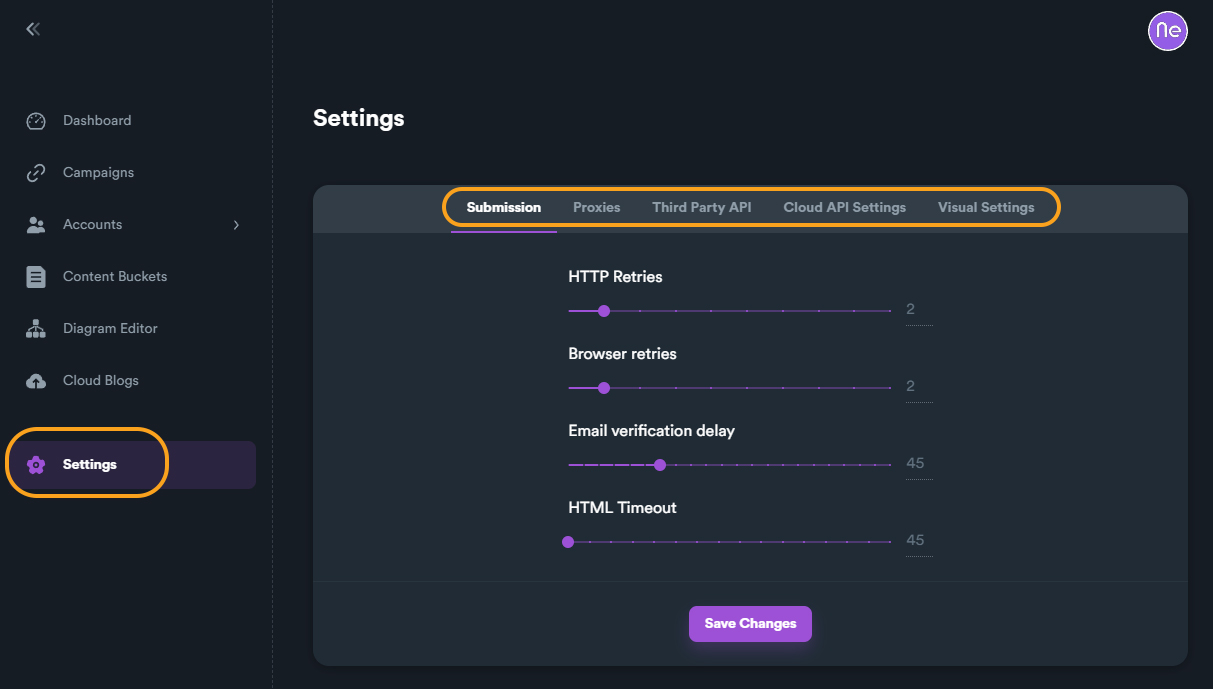 Ne
Dashboard
Campaigns
Accounts
Content Buckets
Diagram Editor
Cloud Blogs
Settings
Settings
Submission Proxies Third Party API Cloud API Settings Visual Settings
HTTP Retries
2
Browser retries
2
Email verification delay
45
HTML Timeout
45
Save Changes